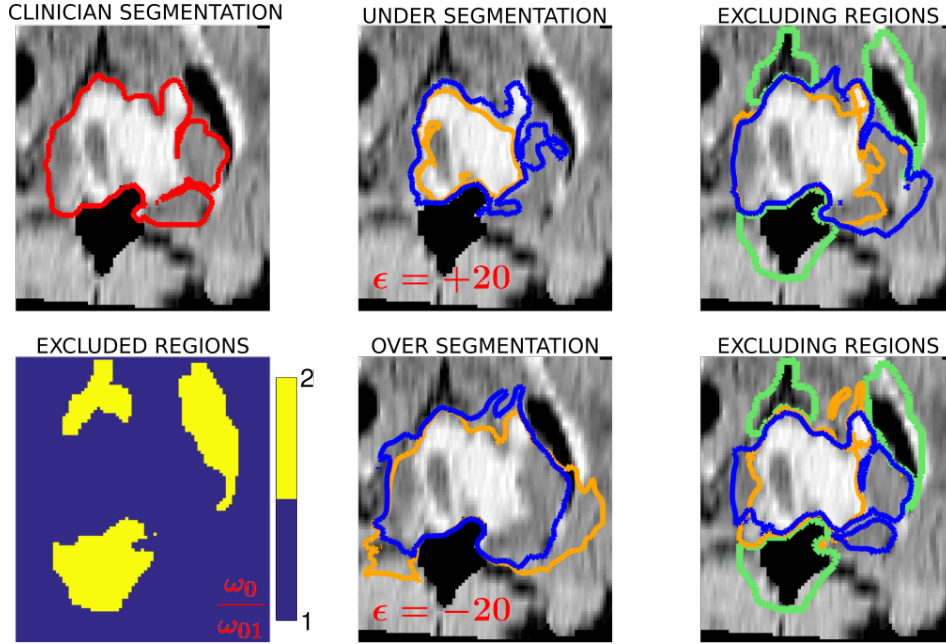 CLINICIAN SEGMENTATION
UNDER SEGMENTATION
EXCLUDING REGIONS
ϵ = +20
EXCLUDED REGIONS
OVER SEGMENTATION
EXCLUDING REGIONS
2
ω0
ω01
1
ϵ = −20